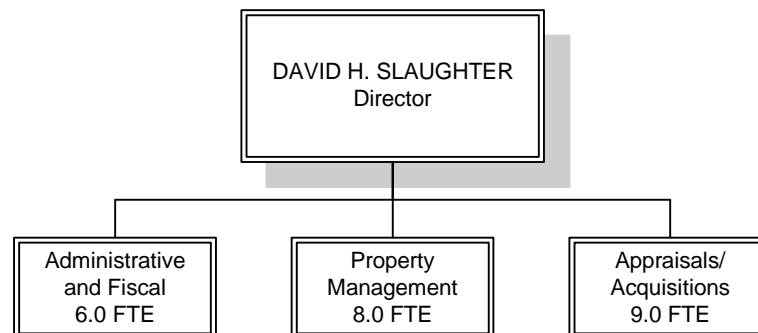 DAVID H. SLAUGHTER
Director
Administrative
and Fiscal
6.0 FTE
Property
Management
8.0 FTE
Appraisals/
Acquisitions
9.0 FTE